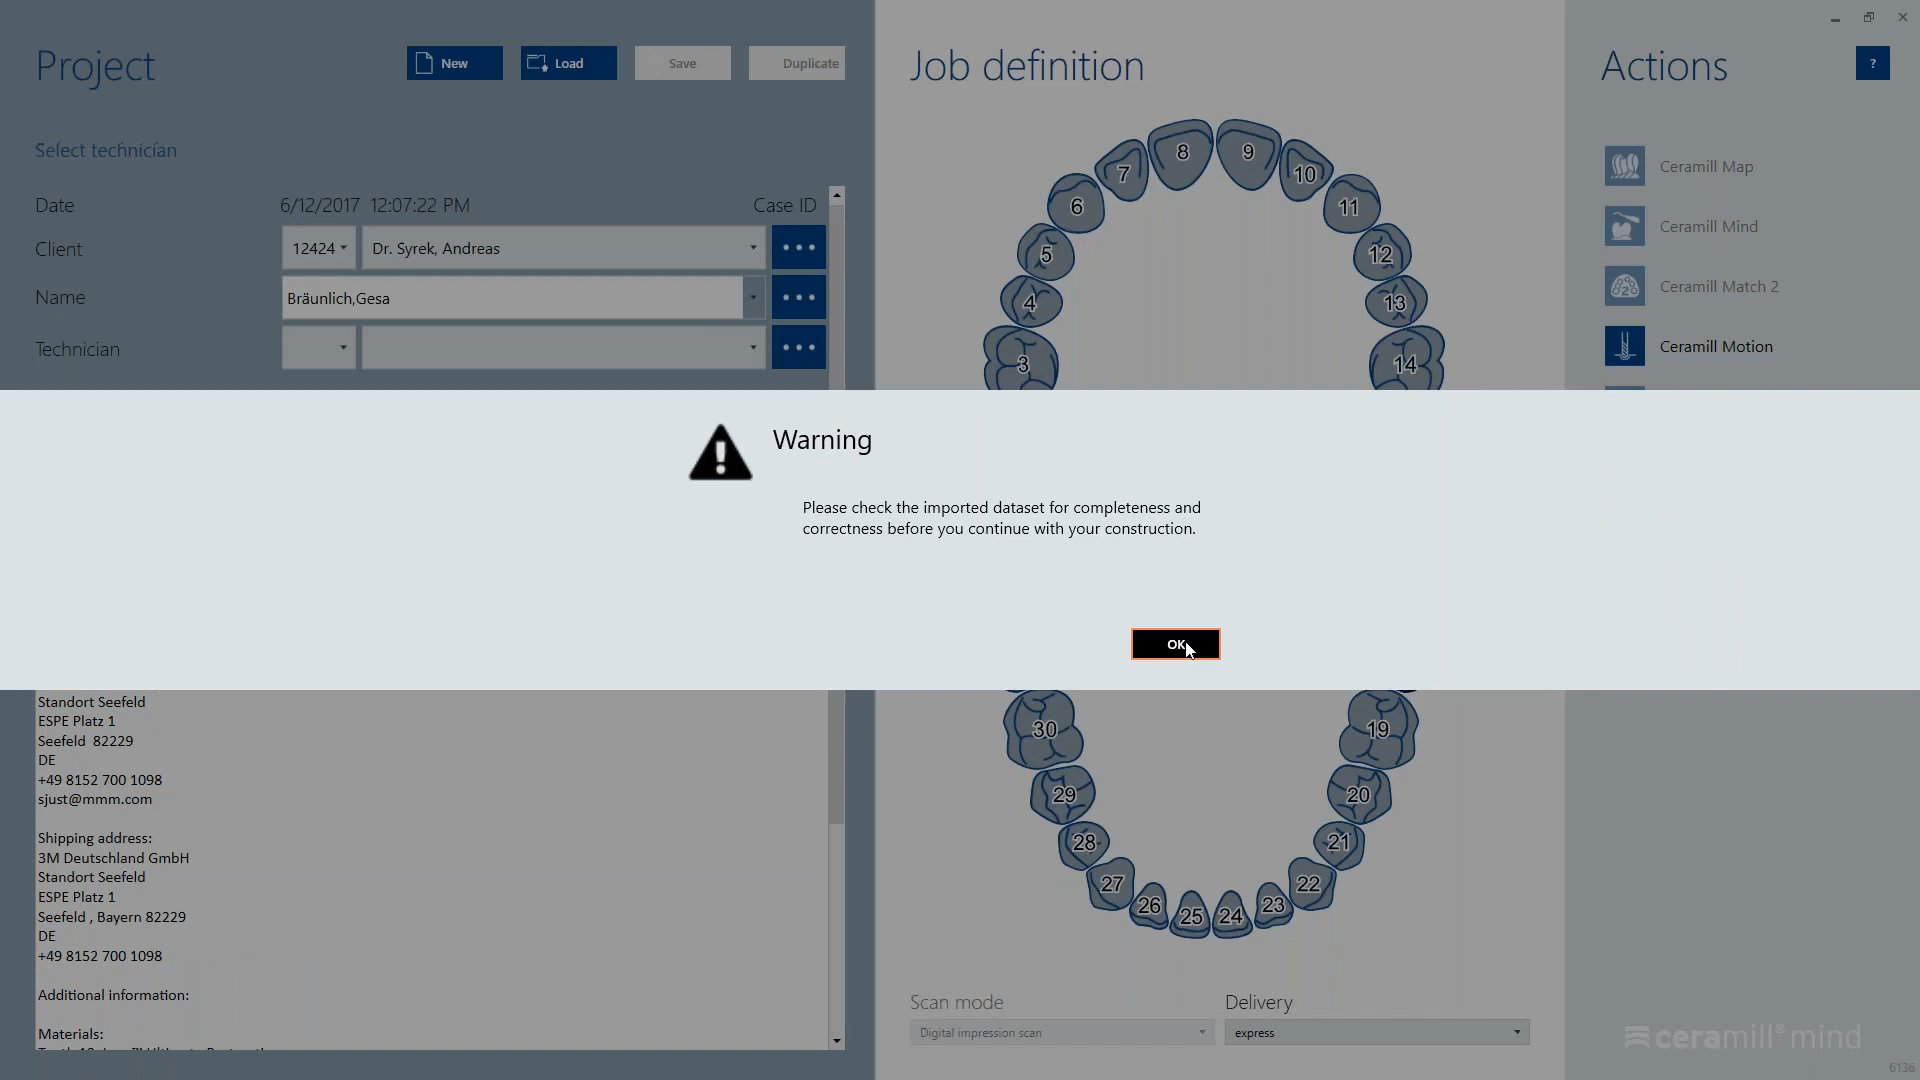 Project
New
Load
Save
Duplicate
Select technician
Date 6/12/2017 12:07:22 PM Case ID
Client 12424 Dr. Syrek, Andreas
Name Bräunlich,Gesa
Technician
Job definition
8 9
7 10
6 11
5 12
4 13
3 14
Actions
?
Ceramill Map
Ceramill Mind
Ceramill Match 2
Ceramill Motion
Warning
Please check the imported dataset for completeness and
correctness before you continue with your construction.
OK
Standort Seefeld
ESPE Platz 1
Seefeld 82229
DE
+49 8152 700 1098
sjust@mmm.com
Shipping address:
3M Deutschland GmbH
Standort Seefeld
ESPE Platz 1
Seefeld , Bayern 82229
DE
+49 8152 700 1098
Additional information:
Materials:
30 19
29 20
28 21
27 22
26 23
25 24
Scan mode
Digital impression scan
Delivery
express
ceramill® mind
6136